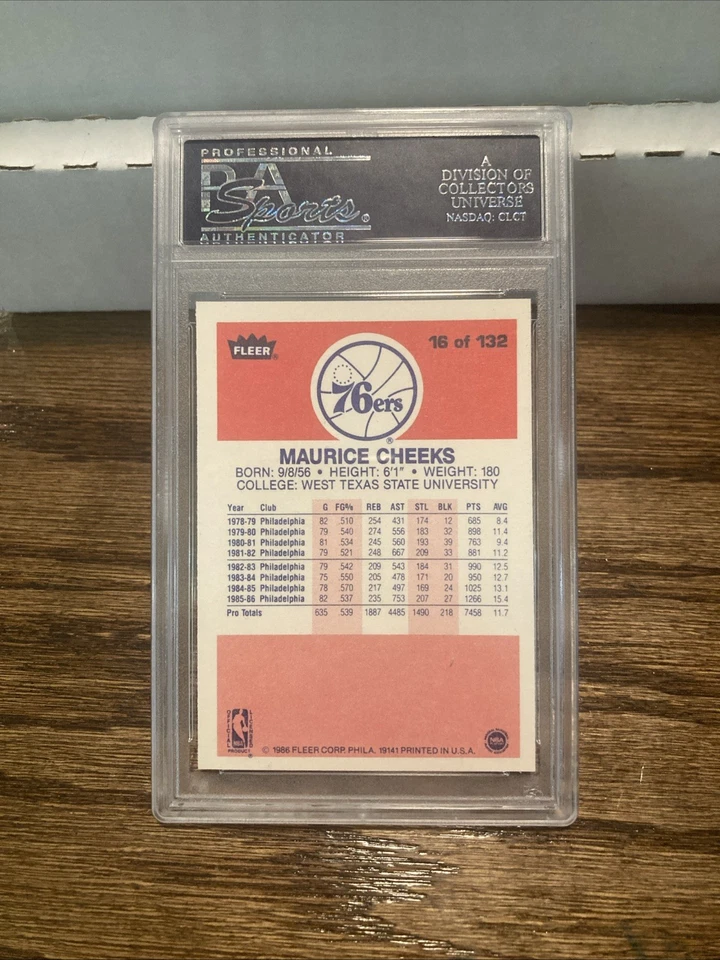 PROFESSIONAL
PSA
Sports®
AUTHENTICATOR
A
DIVISION OF
COLLECTORS
UNIVERSE
NASDAQ: CLCT
FLEER®
76ers®
16 of 132
MAURICE CHEEKS
BORN: 9/8/56 • HEIGHT: 6'1" • WEIGHT: 180
COLLEGE: WEST TEXAS STATE UNIVERSITY
Year Club G FG% REB AST STL BLK PTS AVG
1978-79 Philadelphia 82 .510 254 431 174 12 685 8.4
1979-80 Philadelphia 79 .540 274 556 183 32 898 11.4
1980-81 Philadelphia 81 .534 245 560 193 39 763 9.4
1981-82 Philadelphia 79 .521 248 667 209 33 881 11.2
1982-83 Philadelphia 79 .542 209 543 184 31 990 12.5
1983-84 Philadelphia 75 .550 205 478 171 20 950 12.7
1984-85 Philadelphia 78 .570 217 497 169 24 1025 13.1
1985-86 Philadelphia 82 .537 235 753 207 27 1266 15.4
Pro Totals 635 .539 1887 4485 1490 218 7458 11.7
OFFICIAL
LICENSED
NBA
PRODUCT®
© 1986 FLEER CORP. PHILA. 19141 PRINTED IN U.S.A.